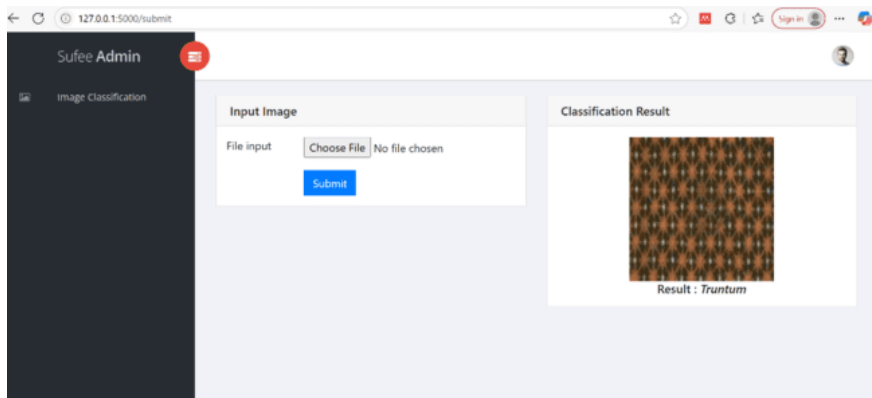 127.0.0.1:5000/submit
Sign in
Sufee Admin
Image Classification
Input Image
File input
Choose File No file chosen
Submit
Classification Result
Result : Truntum